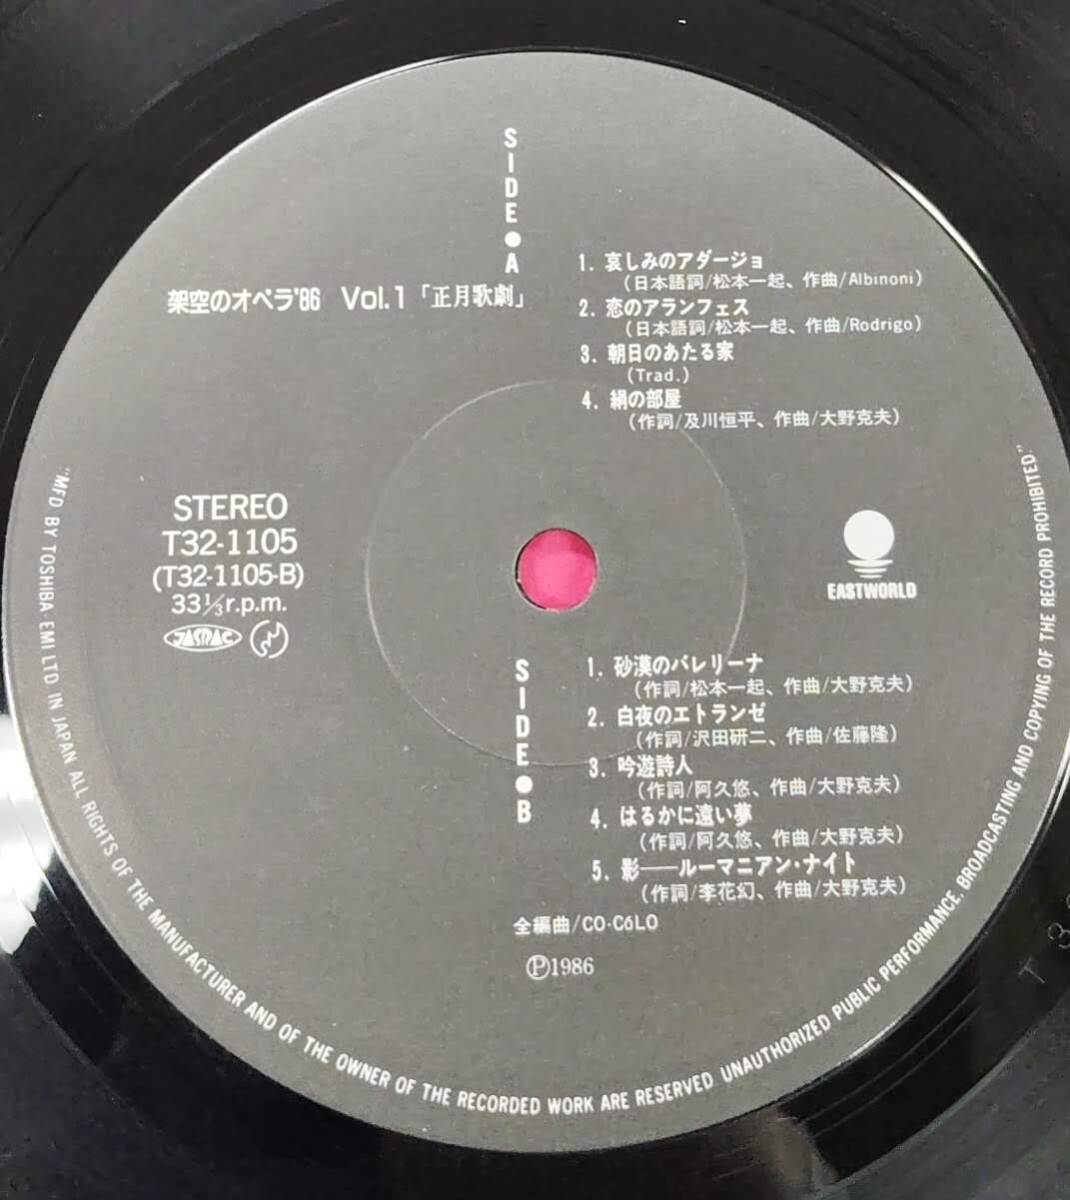 SIDE●A
架空のオペラ'86 Vol.1「正月歌劇」
1. 哀しみのアダージョ
(日本語詞/松本一起、作曲/Albinoni)
2. 恋のアランフェス
(日本語詞/松本一起、作曲/Rodrigo)
3. 朝日のあたる家
(Trad.)
4. 絹の部屋
(作詞/及川恒平、作曲/大野克夫)
STEREO
T32-1105
(T32-1105-B)
33⅓r.p.m.
JASRAC
EASTWORLD
SIDE●B
1. 砂漠のバレリーナ
(作詞/松本一起、作曲/大野克夫)
2. 白夜のエトランゼ
(作詞/沢田研二、作曲/佐藤隆)
3. 吟遊詩人
(作詞/阿久悠、作曲/大野克夫)
4. はるかに遠い夢
(作詞/阿久悠、作曲/大野克夫)
5. 影──ルーマニアン・ナイト
(作詞/李花幻、作曲/大野克夫)
全編曲/CO-CóLO
Ⓟ1986
"MFD BY TOSHIBA EMI LTD IN JAPAN ALL RIGHTS OF THE MANUFACTURER AND OF THE OWNER OF THE RECORDED WORK ARE RESERVED UNAUTHORIZED PUBLIC PERFORMANCE, BROADCASTING AND COPYING OF THE RECORD PROHIBITED."